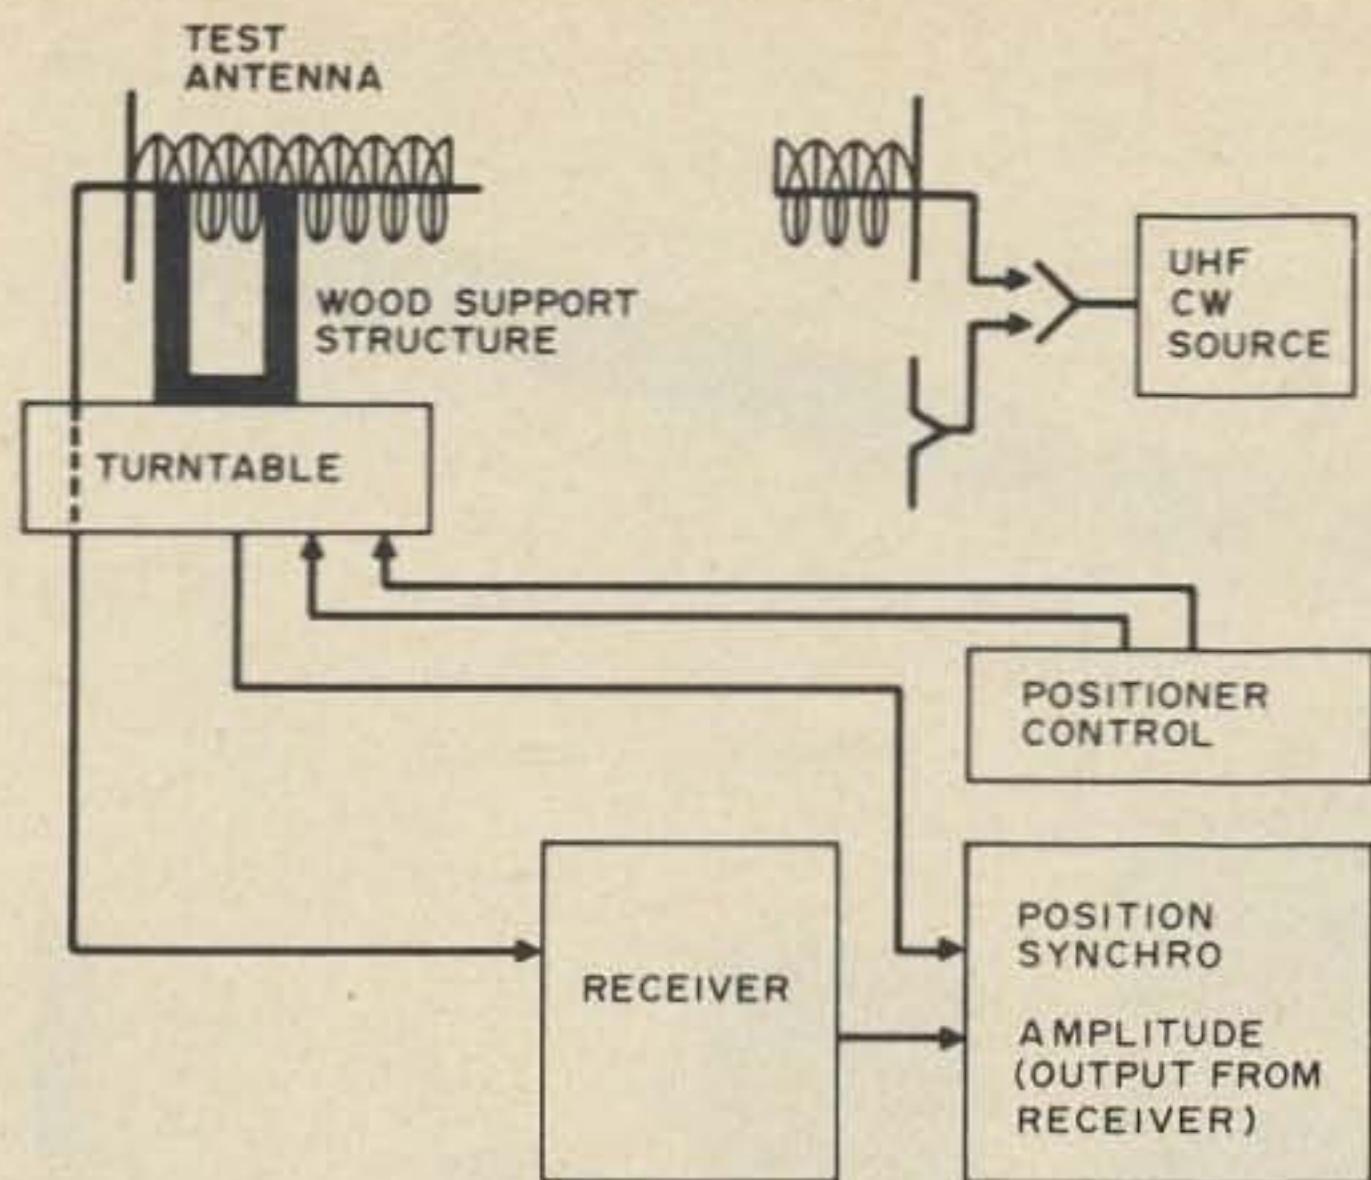 TEST
ANTENNA
WOOD SUPPORT
STRUCTURE
UHF
CW
SOURCE
TURNTABLE
POSITIONER
CONTROL
RECEIVER
POSITION
SYNCHRO
AMPLITUDE
(OUTPUT FROM
RECEIVER)